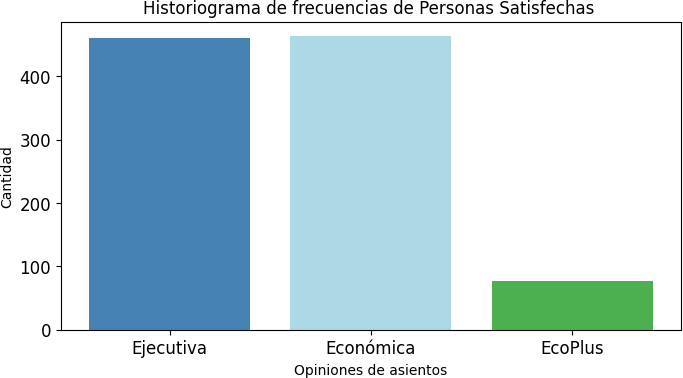 Historiograma de frecuencias de Personas Satisfechas
Cantidad
400
300
200
100
0
Ejecutiva
Económica
EcoPlus
Opiniones de asientos